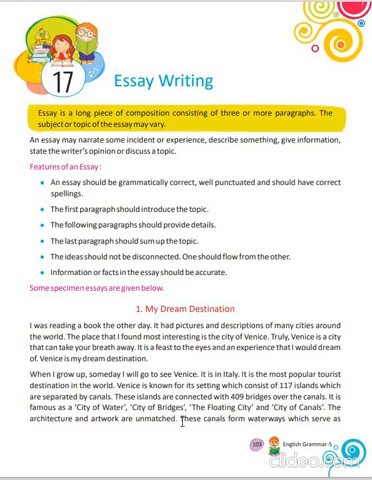 17
Essay Writing
Essay is a long piece of composition consisting of three or more paragraphs. The
subject or topic of the essay may vary.
An essay may narrate some incident or experience, describe something, give information,
state the writer's opinion or discuss a topic.
Features of an Essay :
• An essay should be grammatically correct, well punctuated and should have correct
spellings.
• The first paragraph should introduce the topic.
• The following paragraphs should provide details.
• The last paragraph should sum up the topic.
• The ideas should not be disconnected. One should flow from the other.
• Information or facts in the essay should be accurate.
Some specimen essays are given below.
1. My Dream Destination
I was reading a book the other day. It had pictures and descriptions of many cities around
the world. The place that I found most interesting is the city of Venice. Truly, Venice is a city
that can take your breath away. It is a feast to the eyes and an experience that I would dream
of. Venice is my dream destination.
When I grow up, someday I will go to see Venice. It is in Italy. It is the most popular tourist
destination in the world. Venice is known for its setting which consist of 117 islands which
are separated by canals. These islands are connected with 409 bridges over the canals. It is
famous as a 'City of Water', 'City of Bridges', 'The Floating City' and 'City of Canals'. The
architecture and artwork are unmatched. These canals form waterways which serve as
103 English Grammar-5
clideo.com